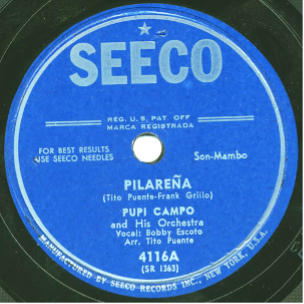 SEECO
REG. U.S. PAT. OFF
MARCA REGISTRADA
FOR BEST RESULTS
USE SEECO NEEDLES
Son-Mambo
PILAREÑA
(Tito Puente-Frank Grillo)
PUPI CAMPO
and His Orchestra
Vocal: Bobby Escoto
Arr. Tito Puente
4116A
(SR 1363)
MANUFACTURED BY SEECO RECORDS INC., NEW YORK, U.S.A.